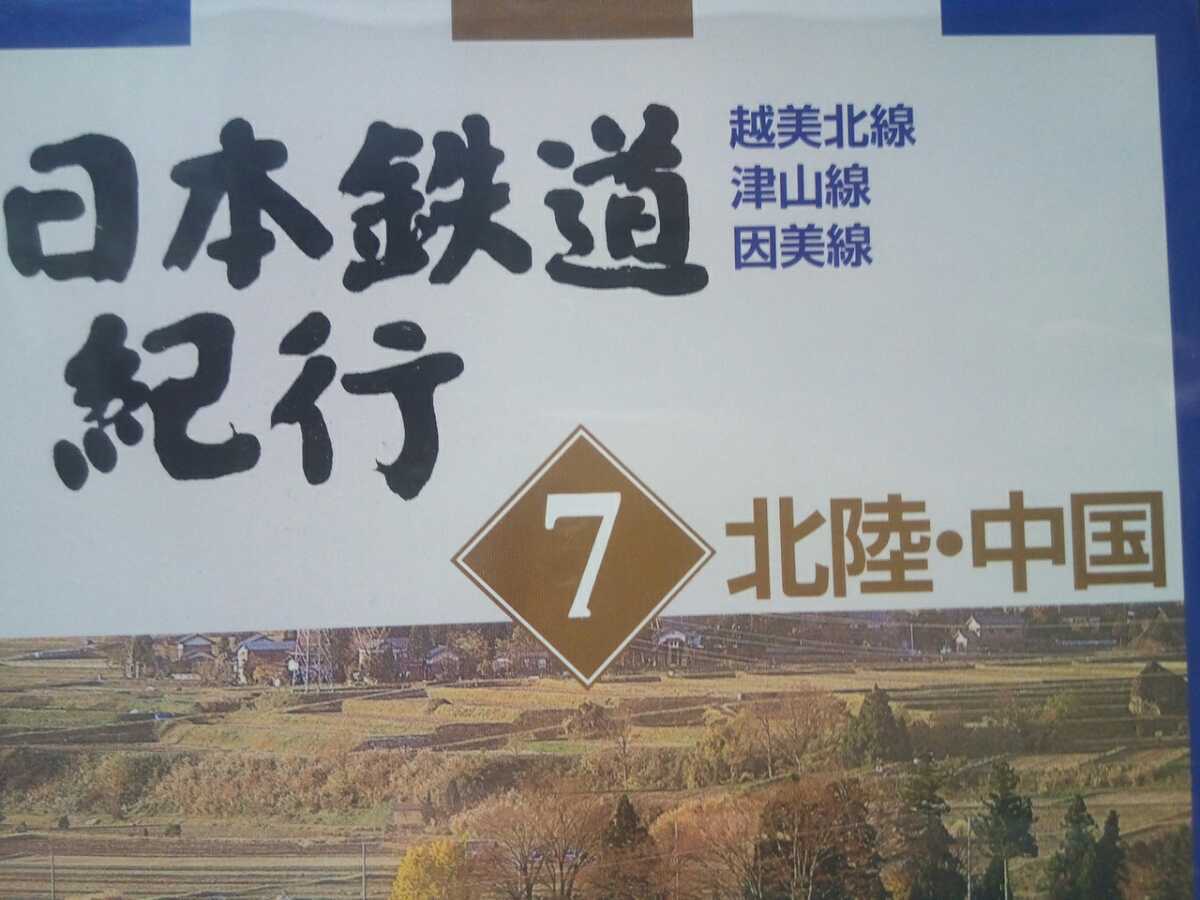 日本鉄道
紀行
越美北線
津山線
因美線
7
北陸・中国